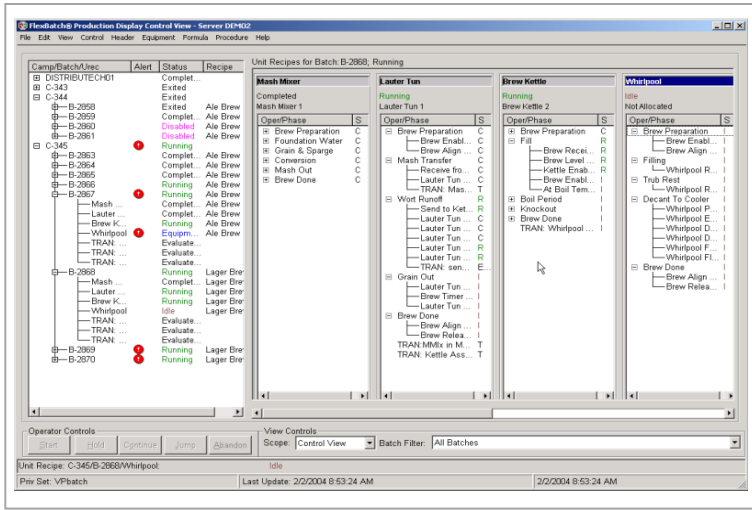 FlexBatch® Production Display Control View - Server DEMO2
File Edit View Control Header Equipment Formula Procedure Help
Camp/Batch/Urec Alert Status Recipe
DISTRIBUTECH01 Complet...
C-343 Exited
C-344 Exited
B-2858 Exited Ale Brew
B-2859 Complet... Ale Brew
B-2860 Disabled Ale Brew
B-2861 Disabled Ale Brew
C-345 Running
B-2863 Complet... Ale Brew
B-2864 Complet... Ale Brew
B-2865 Complet... Ale Brew
B-2866 Running Ale Brew
B-2867 Running Ale Brew
Mash ... Complet... Ale Brew
Lauter ... Complet... Ale Brew
Brew K... Running Ale Brew
Whirlpool Equipm... Ale Brew
TRAN: ... Evaluate...
TRAN: ... Evaluate...
TRAN: ... Evaluate...
B-2868 Running Lager Bre
Mash ... Complet... Lager Bre
Lauter ... Running Lager Bre
Brew K... Running Lager Bre
Whirlpool Idle Lager Bre
TRAN: ... Evaluate...
TRAN: ... Evaluate...
TRAN: ... Evaluate...
B-2869 Running Lager Bre
B-2870 Running Lager Bre
Unit Recipes for Batch: B-2868; Running
Mash Mixer
Completed
Mash Mixer 1
Oper/Phase S
Brew Preparation C
Foundation Water C
Grain & Sparge C
Conversion C
Mash Out C
Brew Done C
Lauter Tun
Running
Lauter Tun 1
Oper/Phase S
Brew Preparation C
Brew Enabl... C
Brew Align ... C
Mash Transfer C
Receive fro... C
Lauter Tun ... C
TRAN: Mas... T
Wort Runoff R
Send to Ket... R
Lauter Tun ... C
Lauter Tun ... C
Lauter Tun ... C
Lauter Tun ... R
Lauter Tun ... R
TRAN: sen... E...
Grain Out I
Lauter Tun ... I
Brew Timer ... I
Lauter Tun ... I
Brew Done I
Brew Align ... I
Brew Relea... I
TRAN:MMIx in M... T
TRAN: Kettle Ass... T
Brew Kettle
Running
Brew Kettle 2
Oper/Phase S
Brew Preparation C
Fill R
Brew Recei... R
Brew Level ... R
Kettle Enab... R
Brew Enabl... I
At Boil Tem... I
Boil Period I
Knockout I
Brew Done I
TRAN: Whirlpool ... I
Whirlpool
Idle
Not Allocated
Oper/Phase S
Brew Preparation I
Brew Enabl... I
Brew Align ... I
Filling I
Whirlpool R... I
Trub Rest I
Whirlpool R... I
Decant To Cooler I
Whirlpool P... I
Whirlpool E... I
Whirlpool D... I
Whirlpool D... I
Whirlpool F... I
Whirlpool Fl... I
Brew Done I
Brew Align ... I
Brew Relea... I
Operator Controls
Start Hold Continue Jump Abandon
View Controls
Scope: Control View Batch Filter: All Batches
Unit Recipe: C-345/B-2868/Whirlpool: Idle
Priv Set: VPbatch Last Update: 2/2/2004 8:53:24 AM 2/2/2004 8:53:24 AM